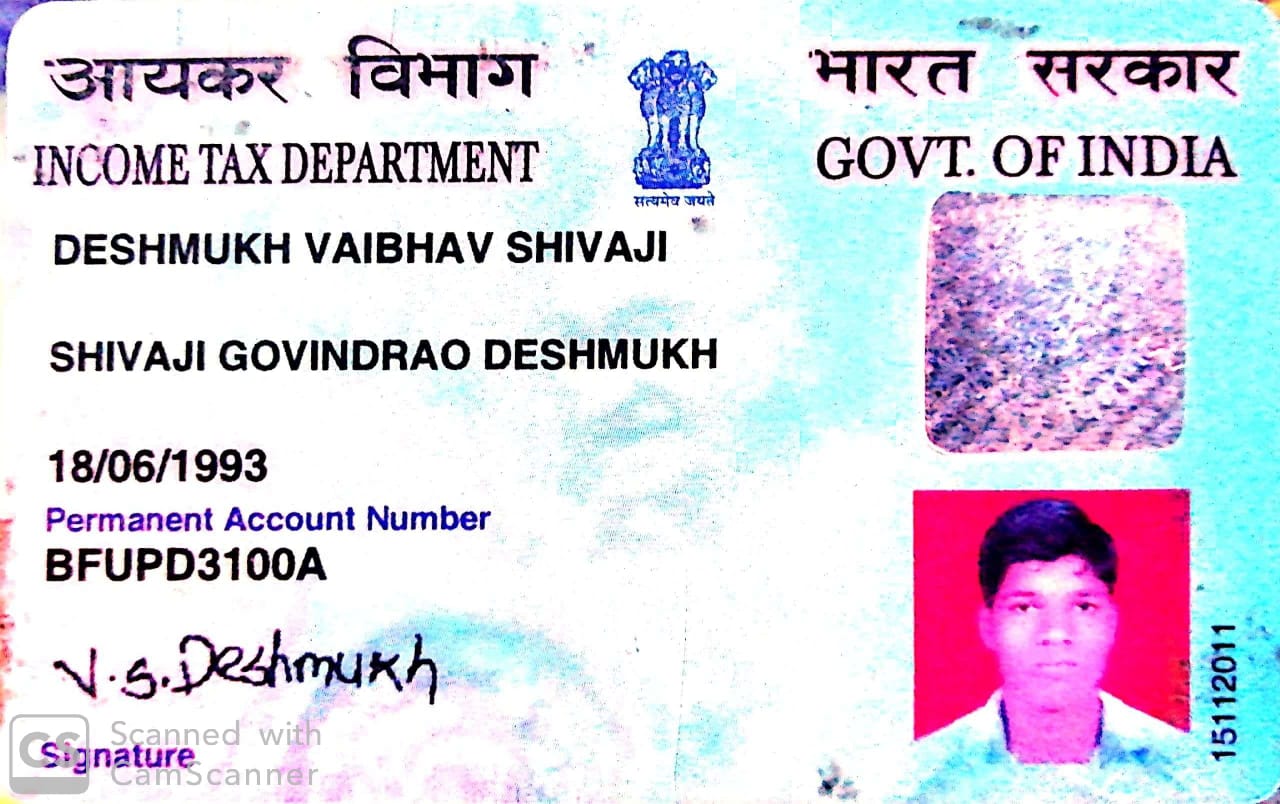 आयकर विभाग
INCOME TAX DEPARTMENT
सत्यमेव जयते
भारत सरकार
GOVT. OF INDIA
DESHMUKH VAIBHAV SHIVAJI
SHIVAJI GOVINDRAO DESHMUKH
18/06/1993
Permanent Account Number
BFUPD3100A
V.S.Deshmukh
Signature
15112011
CS
Scanned with
CamScanner